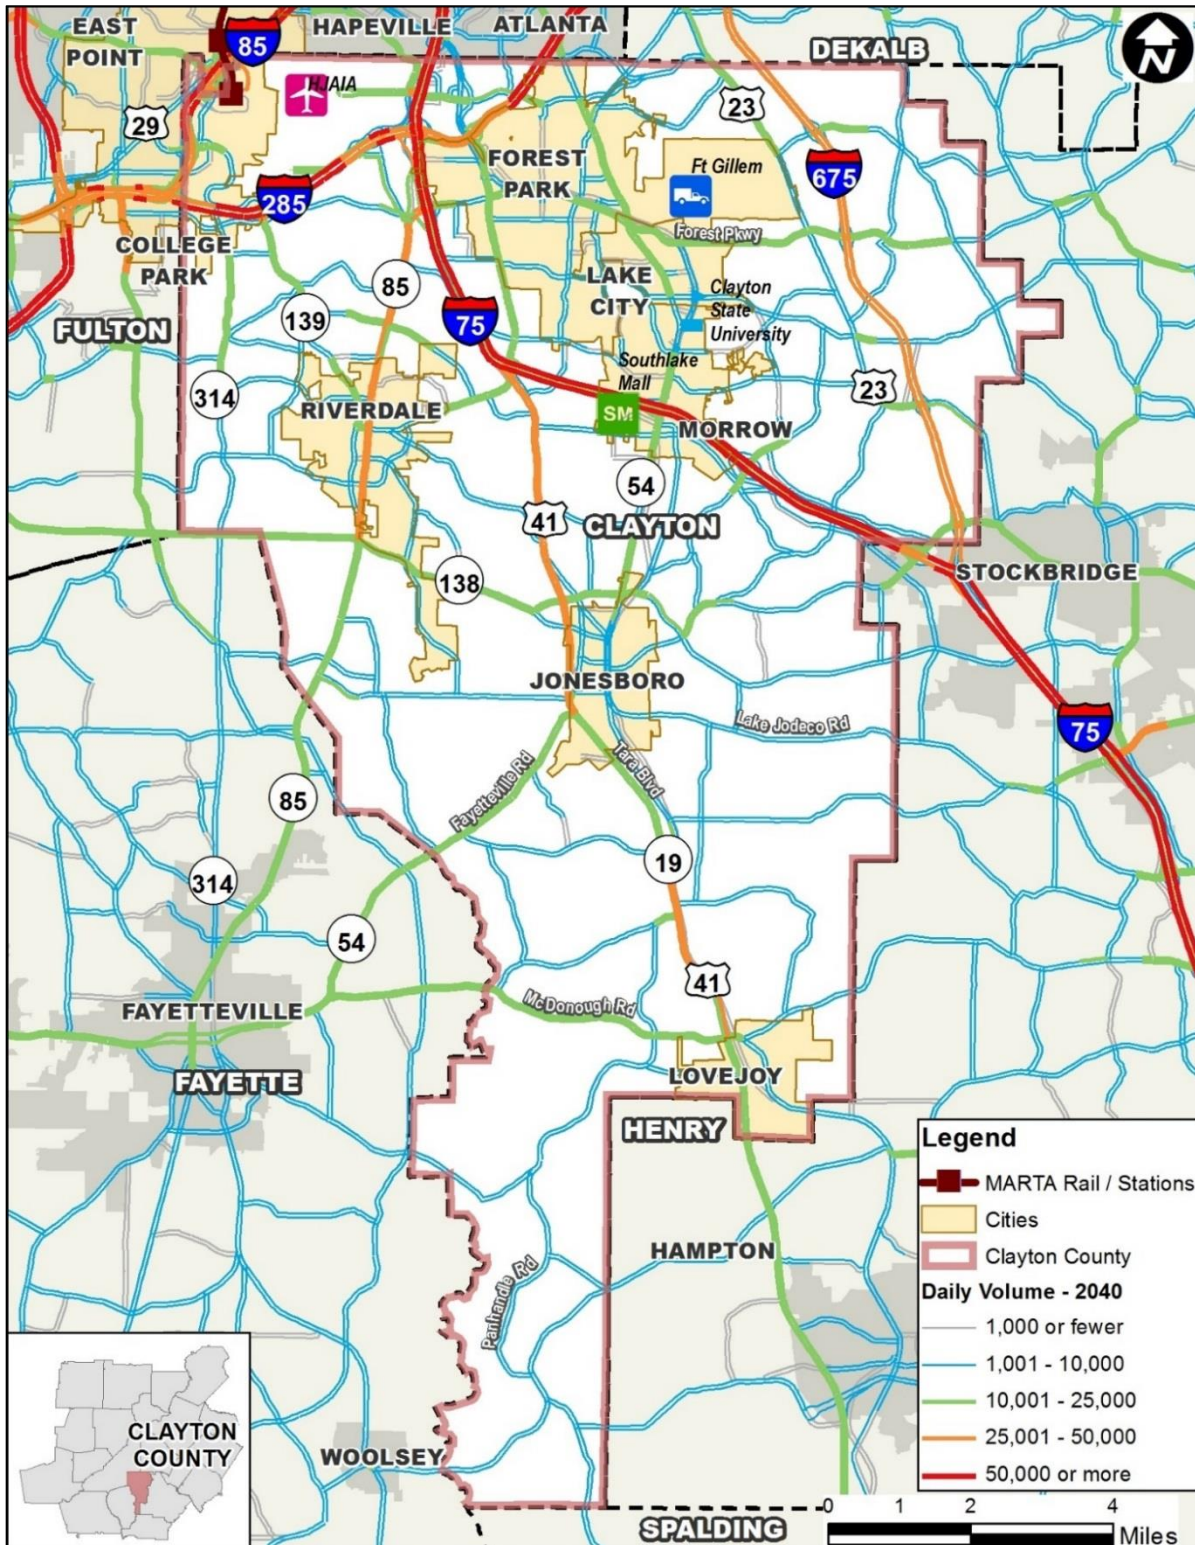 EAST
POINT
85
HAPEVILLE
ATLANTA
DEKALB
N
HJAIA
29
23
675
285
FOREST
PARK
Ft Gillem
Forest Pkwy
COLLEGE
PARK
85
LAKE
CITY
Clayton
State
University
FULTON
139
75
Southlake
Mall
314
23
RIVERDALE
SM
MORROW
54
41
CLAYTON
138
STOCKBRIDGE
JONESBORO
Lake Jodeco Rd
75
Tara Blvd
Fayetteville Rd
85
19
314
54
41
McDonough Rd
FAYETTEVILLE
LOVEJOY
FAYETTE
HENRY
HAMPTON
Panhandle Rd
WOOLSEY
SPALDING
CLAYTON
COUNTY
Legend
MARTA Rail / Stations
Cities
Clayton County
Daily Volume - 2040
1,000 or fewer
1,001 - 10,000
10,001 - 25,000
25,001 - 50,000
50,000 or more
0 1 2 4
Miles